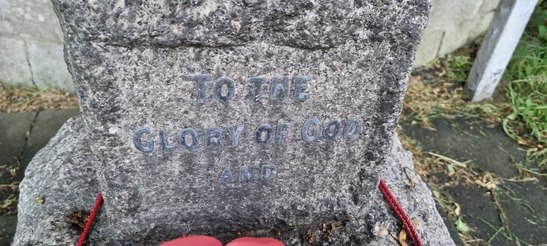 TO THE
GLORY OF GOD
AND